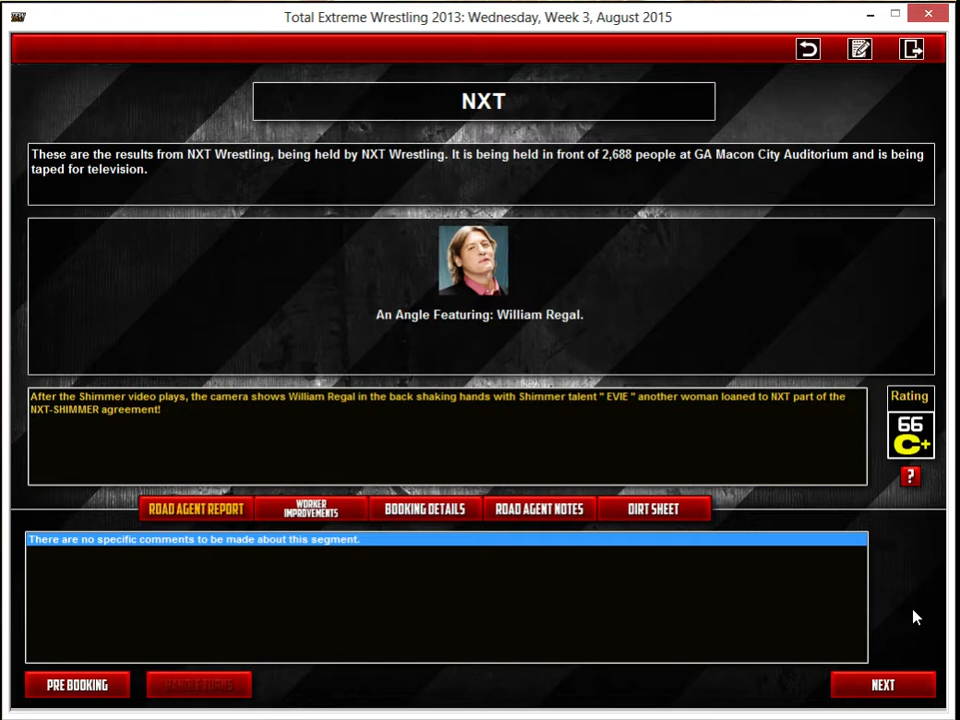 Total Extreme Wrestling 2013: Wednesday, Week 3, August 2015
NXT
These are the results from NXT Wrestling, being held by NXT Wrestling. It is being held in front of 2,688 people at GA Macon City Auditorium and is being
taped for television.
An Angle Featuring: William Regal.
After the Shimmer video plays, the camera shows William Regal in the back shaking hands with Shimmer talent " EVIE " another woman loaned to NXT part of the
NXT-SHIMMER agreement!
Rating
66
C+
?
ROAD AGENT REPORT
WORKER
IMPROVEMENTS
BOOKING DETAILS
ROAD AGENT NOTES
DIRT SHEET
There are no specific comments to be made about this segment.
PRE BOOKING
NEXT